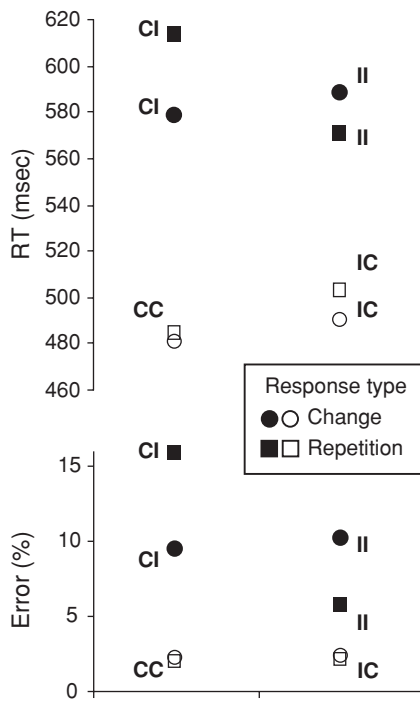 620
CI
600
II
CI
580
II
560
RT (msec)
540
520
IC
500
CC
IC
480
460
Response type
Change
Repetition
CI
15
Error (%)
10
CI
II
5
II
CC
IC
0